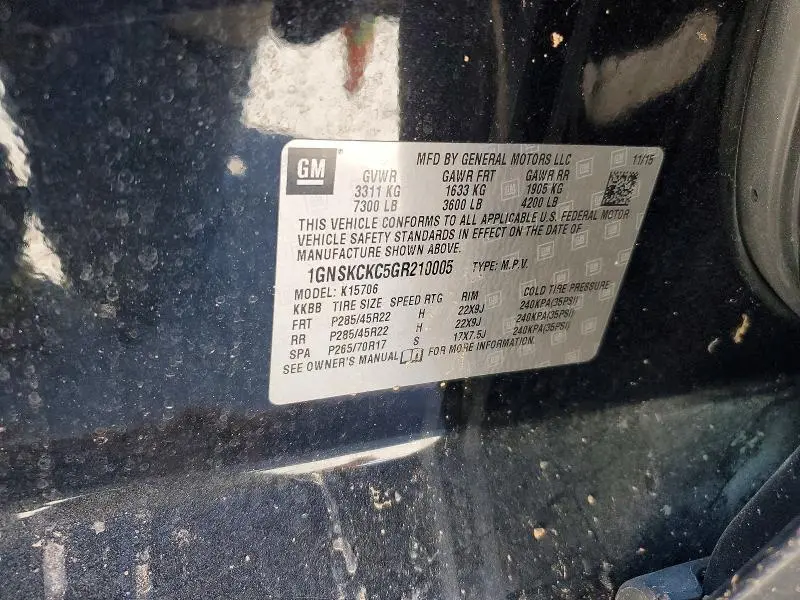 GM
MFD BY GENERAL MOTORS LLC 11/15
GVWR GAWR FRT GAWR RR
3311 KG 1633 KG 1905 KG
7300 LB 3600 LB 4200 LB
THIS VEHICLE CONFORMS TO ALL APPLICABLE U.S. FEDERAL MOTOR
VEHICLE SAFETY STANDARDS IN EFFECT ON THE DATE OF
MANUFACTURE SHOWN ABOVE.
1GNSKCKC5GR210005 TYPE: M.P.V.
MODEL: K15706
KKBB TIRE SIZE SPEED RTG RIM COLD TIRE PRESSURE
FRT P285/45R22 H 22X9J 240KPA(35PSI)
RR P285/45R22 H 22X9J 240KPA(35PSI)
SPA P265/70R17 S 17X7.5J 240KPA(35PSI)
SEE OWNER'S MANUAL FOR MORE INFORMATION.